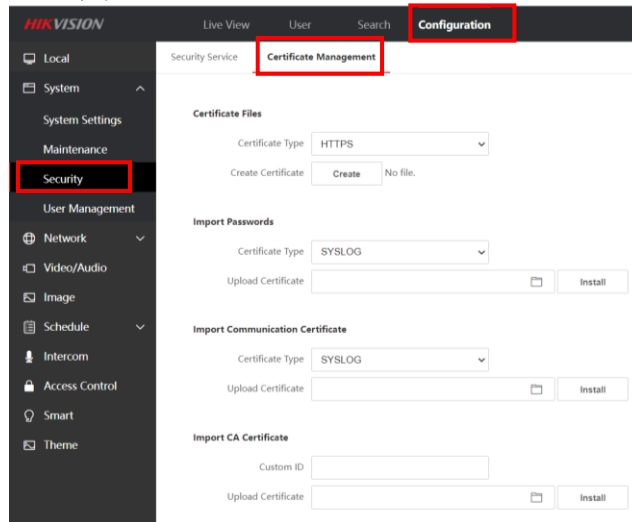 HIKVISION Live View User Search Configuration
Local
Security Service Certificate Management
System
System Settings
Certificate Files
Maintenance
Certificate Type HTTPS
Security
Create Certificate Create No file.
User Management
Import Passwords
Network
Certificate Type SYSLOG
Video/Audio
Upload Certificate Install
Image
Schedule
Import Communication Certificate
Intercom
Certificate Type SYSLOG
Access Control
Upload Certificate Install
Smart
Theme
Import CA Certificate
Custom ID
Upload Certificate Install